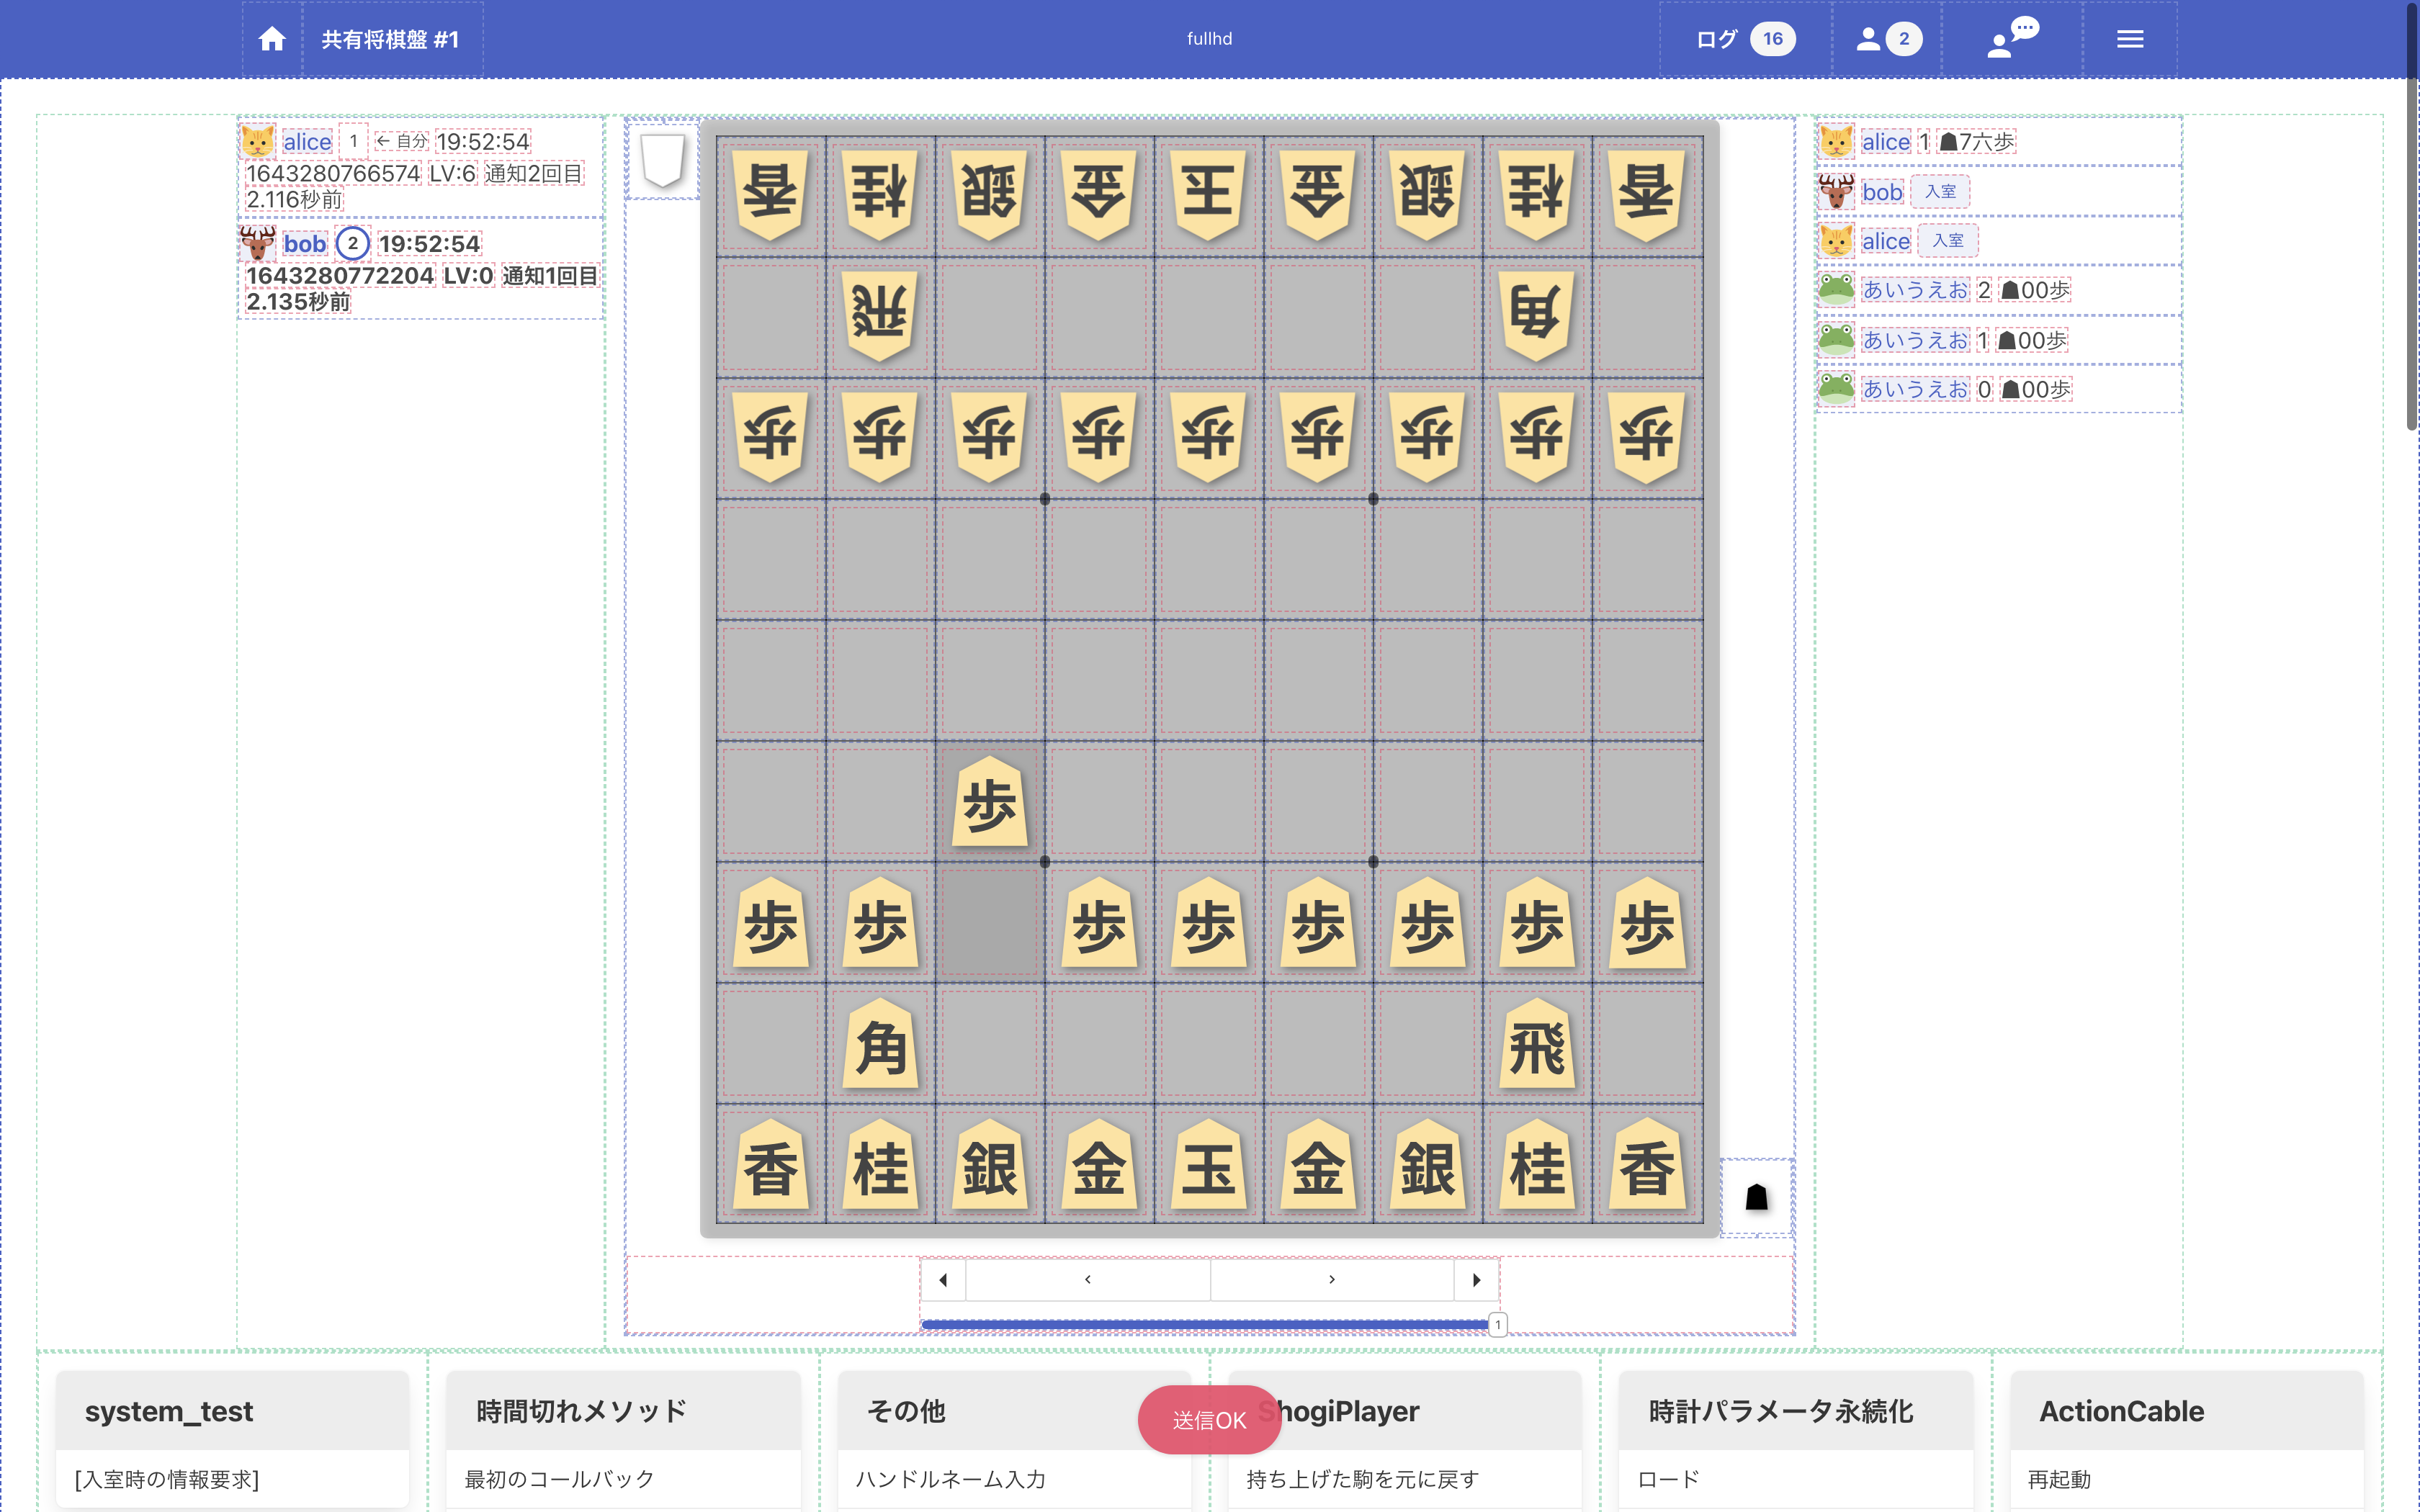 共有将棋盤 #1
fullhd
ログ 16
2
alice 1 ← 自分 19:52:54
1643280766574 LV:6 通知2回目
2.116秒前
bob 2 19:52:54
1643280772204 LV:0 通知1回目
2.135秒前
香 桂 銀 金 玉 金 銀 桂 香
飛 角
歩 歩 歩 歩 歩 歩 歩 歩 歩
歩
歩 歩 歩 歩 歩 歩 歩 歩
角 飛
香 桂 銀 金 玉 金 銀 桂 香
1
alice 1 ☗7六歩
bob 入室
alice 入室
あいうえお 2 ☗00歩
あいうえお 1 ☗00歩
あいうえお 0 ☗00歩
system_test
[入室時の情報要求]
時間切れメソッド
最初のコールバック
その他
ハンドルネーム入力
送信OK
ShogiPlayer
持ち上げた駒を元に戻す
時計パラメータ永続化
ロード
ActionCable
再起動